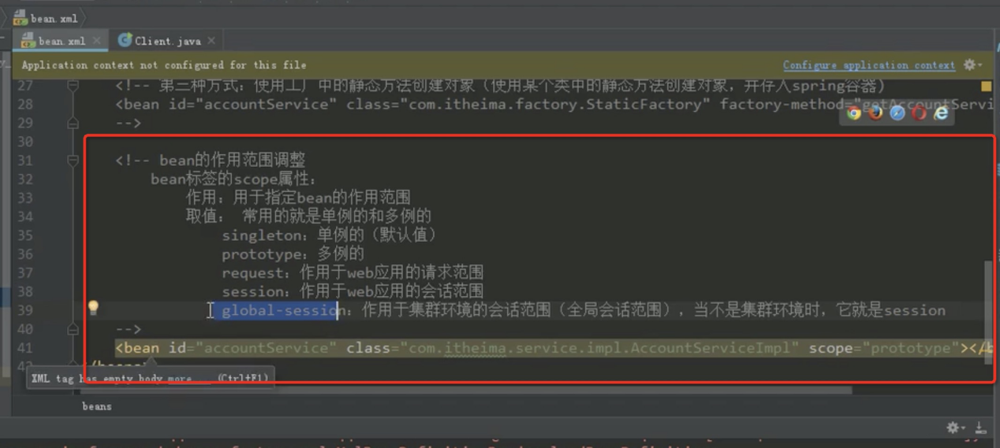 bean.xml
bean.xml
Client.java
Application context not configured for this file
Configure application context
27 <!-- 第三种方式：使用工厂中的静态方法创建对象（使用某个类中的静态方法创建对象，并存入spring容器）
28 <bean id="accountService" class="com.itheima.factory.StaticFactory" factory-method="getAccountServi
29 -->
30
31 <!-- bean的作用范围调整
32 bean标签的scope属性：
33 作用：用于指定bean的作用范围
34 取值： 常用的就是单例的和多例的
35 singleton：单例的（默认值）
36 prototype：多例的
37 request：作用于web应用的请求范围
38 session：作用于web应用的会话范围
39 global-session：作用于集群环境的会话范围（全局会话范围），当不是集群环境时，它就是session
40 -->
41 <bean id="accountService" class="com.itheima.service.impl.AccountServiceImpl" scope="prototype"></b
42 </beans>
XML tag has empty body more... (Ctrl+F1)
beans